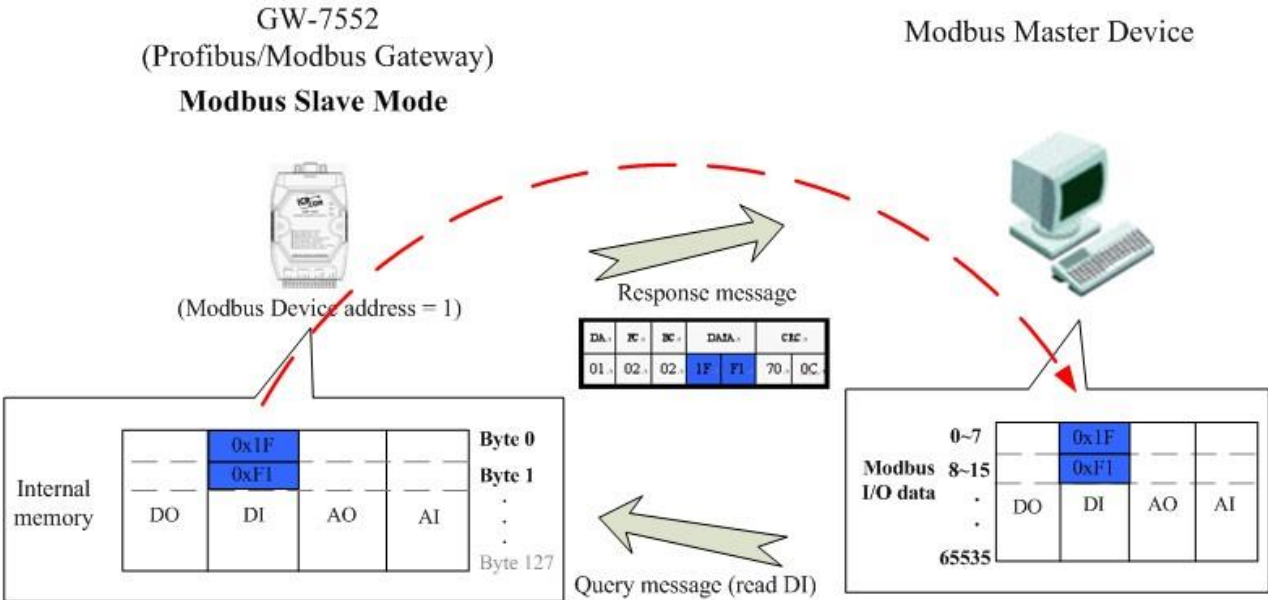 GW-7552
(Profibus/Modbus Gateway)
Modbus Slave Mode
Modbus Master Device
(Modbus Device address = 1)
Response message
DA FC BC DATA CRC
01 02 02 1F F1 70 0C
Internal
memory
0x1F
0xF1
DO DI AO AI
Byte 0
Byte 1
.
.
.
Byte 127
Query message (read DI)
Modbus
I/O data
0~7
8~15
.
.
65535
0x1F
0xF1
DO DI AO AI